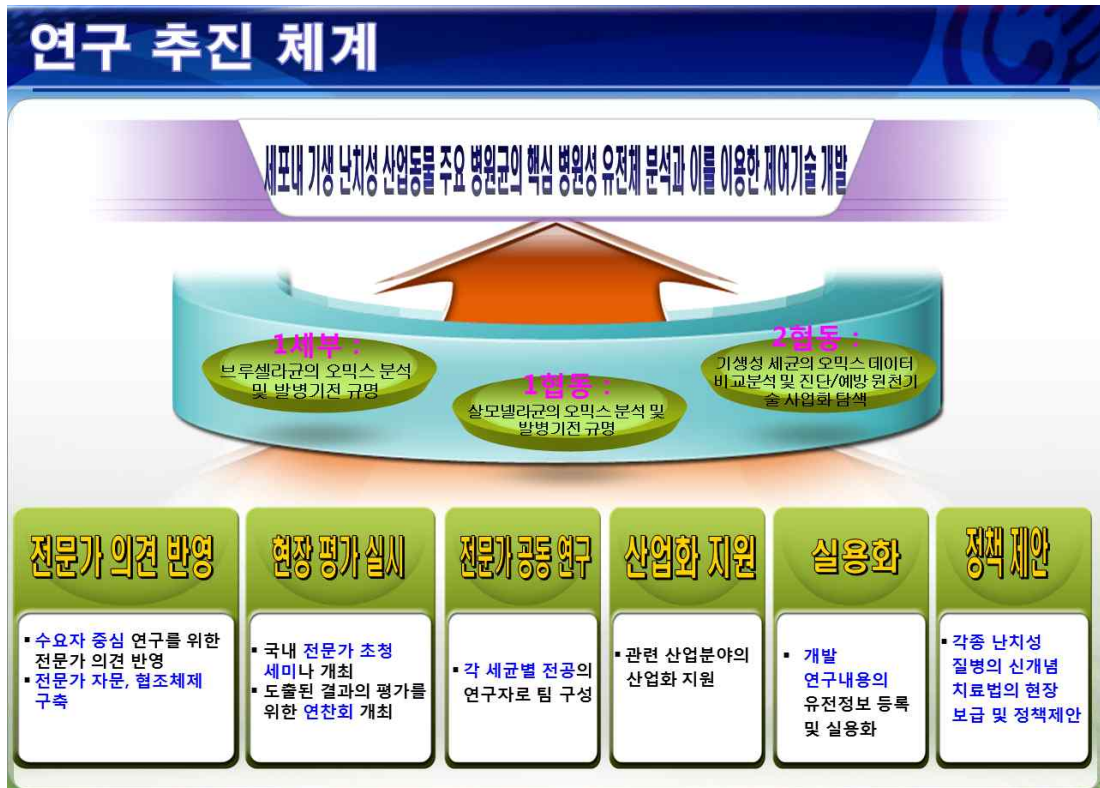 연구 추진 체계
세포내 기생 난치성 산업동물 주요 병원균의 핵심 병원성 유전체 분석과 이를 이용한 제어기술 개발
1세부 :
브루셀라균의 오믹스 분석
및 발병기전 규명
1협동 :
살모넬라균의 오믹스 분석 및
발병기전 규명
2협동 :
기생성 세균의 오믹스 데이터
비교분석 및 진단/예방 원천기
술 사업화 탐색
전문가 의견 반영
▪ 수요자 중심 연구를 위한
전문가 의견 반영
▪ 전문가 자문, 협조체제
구축
현장 평가 실시
▪ 국내 전문가 초청
세미나 개최
▪ 도출된 결과의 평가를
위한 연찬회 개최
전문가 공동 연구
▪ 각 세균별 전공의
연구자로 팀 구성
산업화 지원
▪ 관련 산업분야의
산업화 지원
실용화
▪ 개발
연구내용의
유전정보 등록
및 실용화
정책 제안
▪ 각종 난치성
질병의 신개념
치료법의 현장
보급 및 정책제안